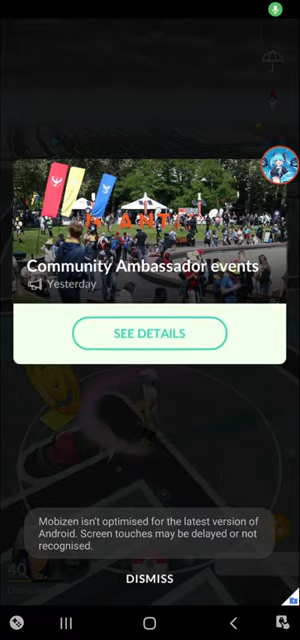 Community Ambassador events
Yesterday
SEE DETAILS
Mobizen isn't optimised for the latest version of
Android. Screen touches may be delayed or not
recognised.
40
DISMISS